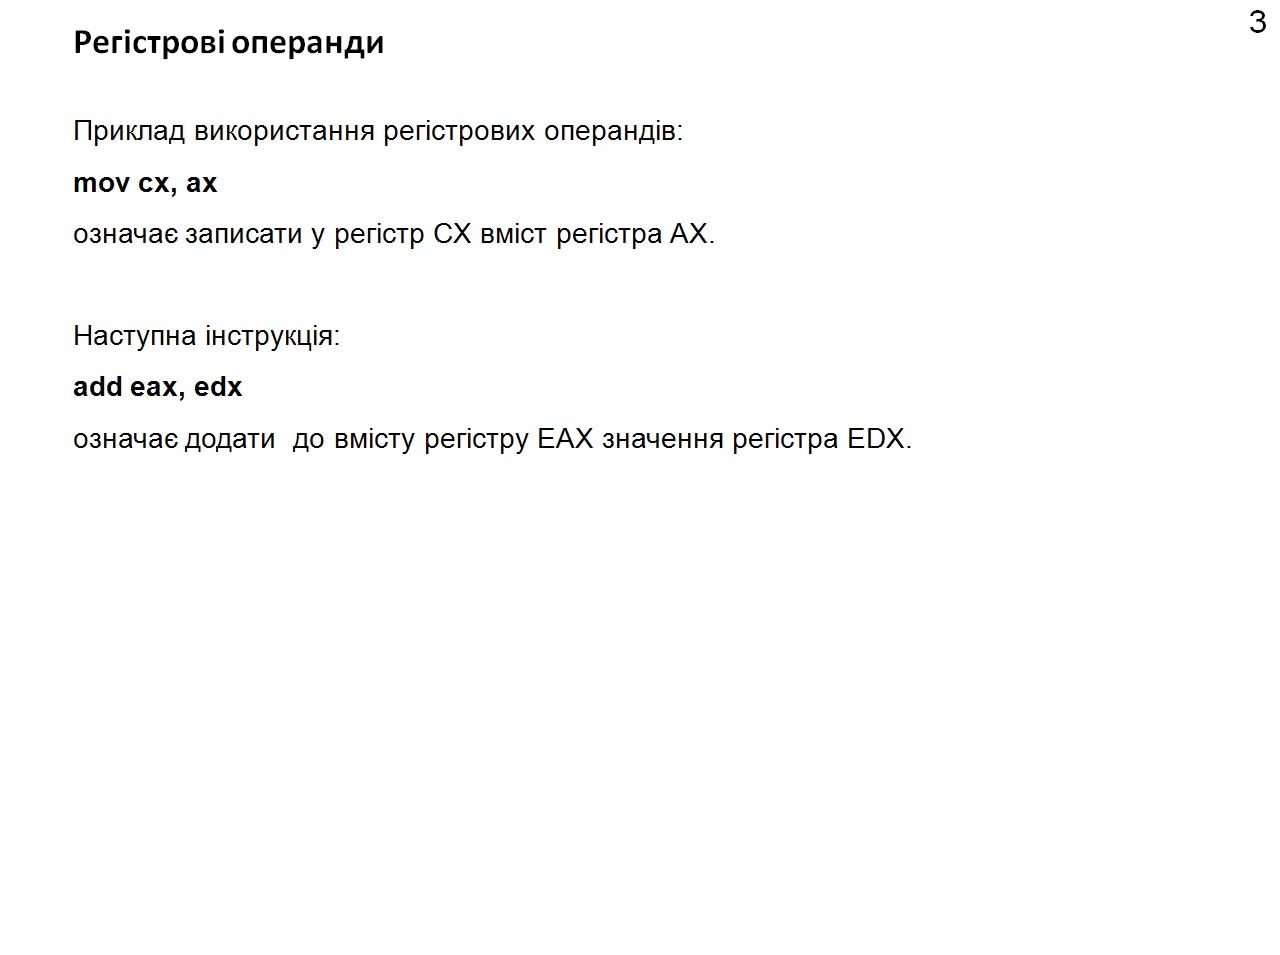 3
Регістрові операнди
Приклад використання регістрових операндів:
mov cx, ax
означає записати у регістр CX вміст регістра AX.
Наступна інструкція:
add eax, edx
означає додати  до вмісту регістру EAX значення регістра EDX.